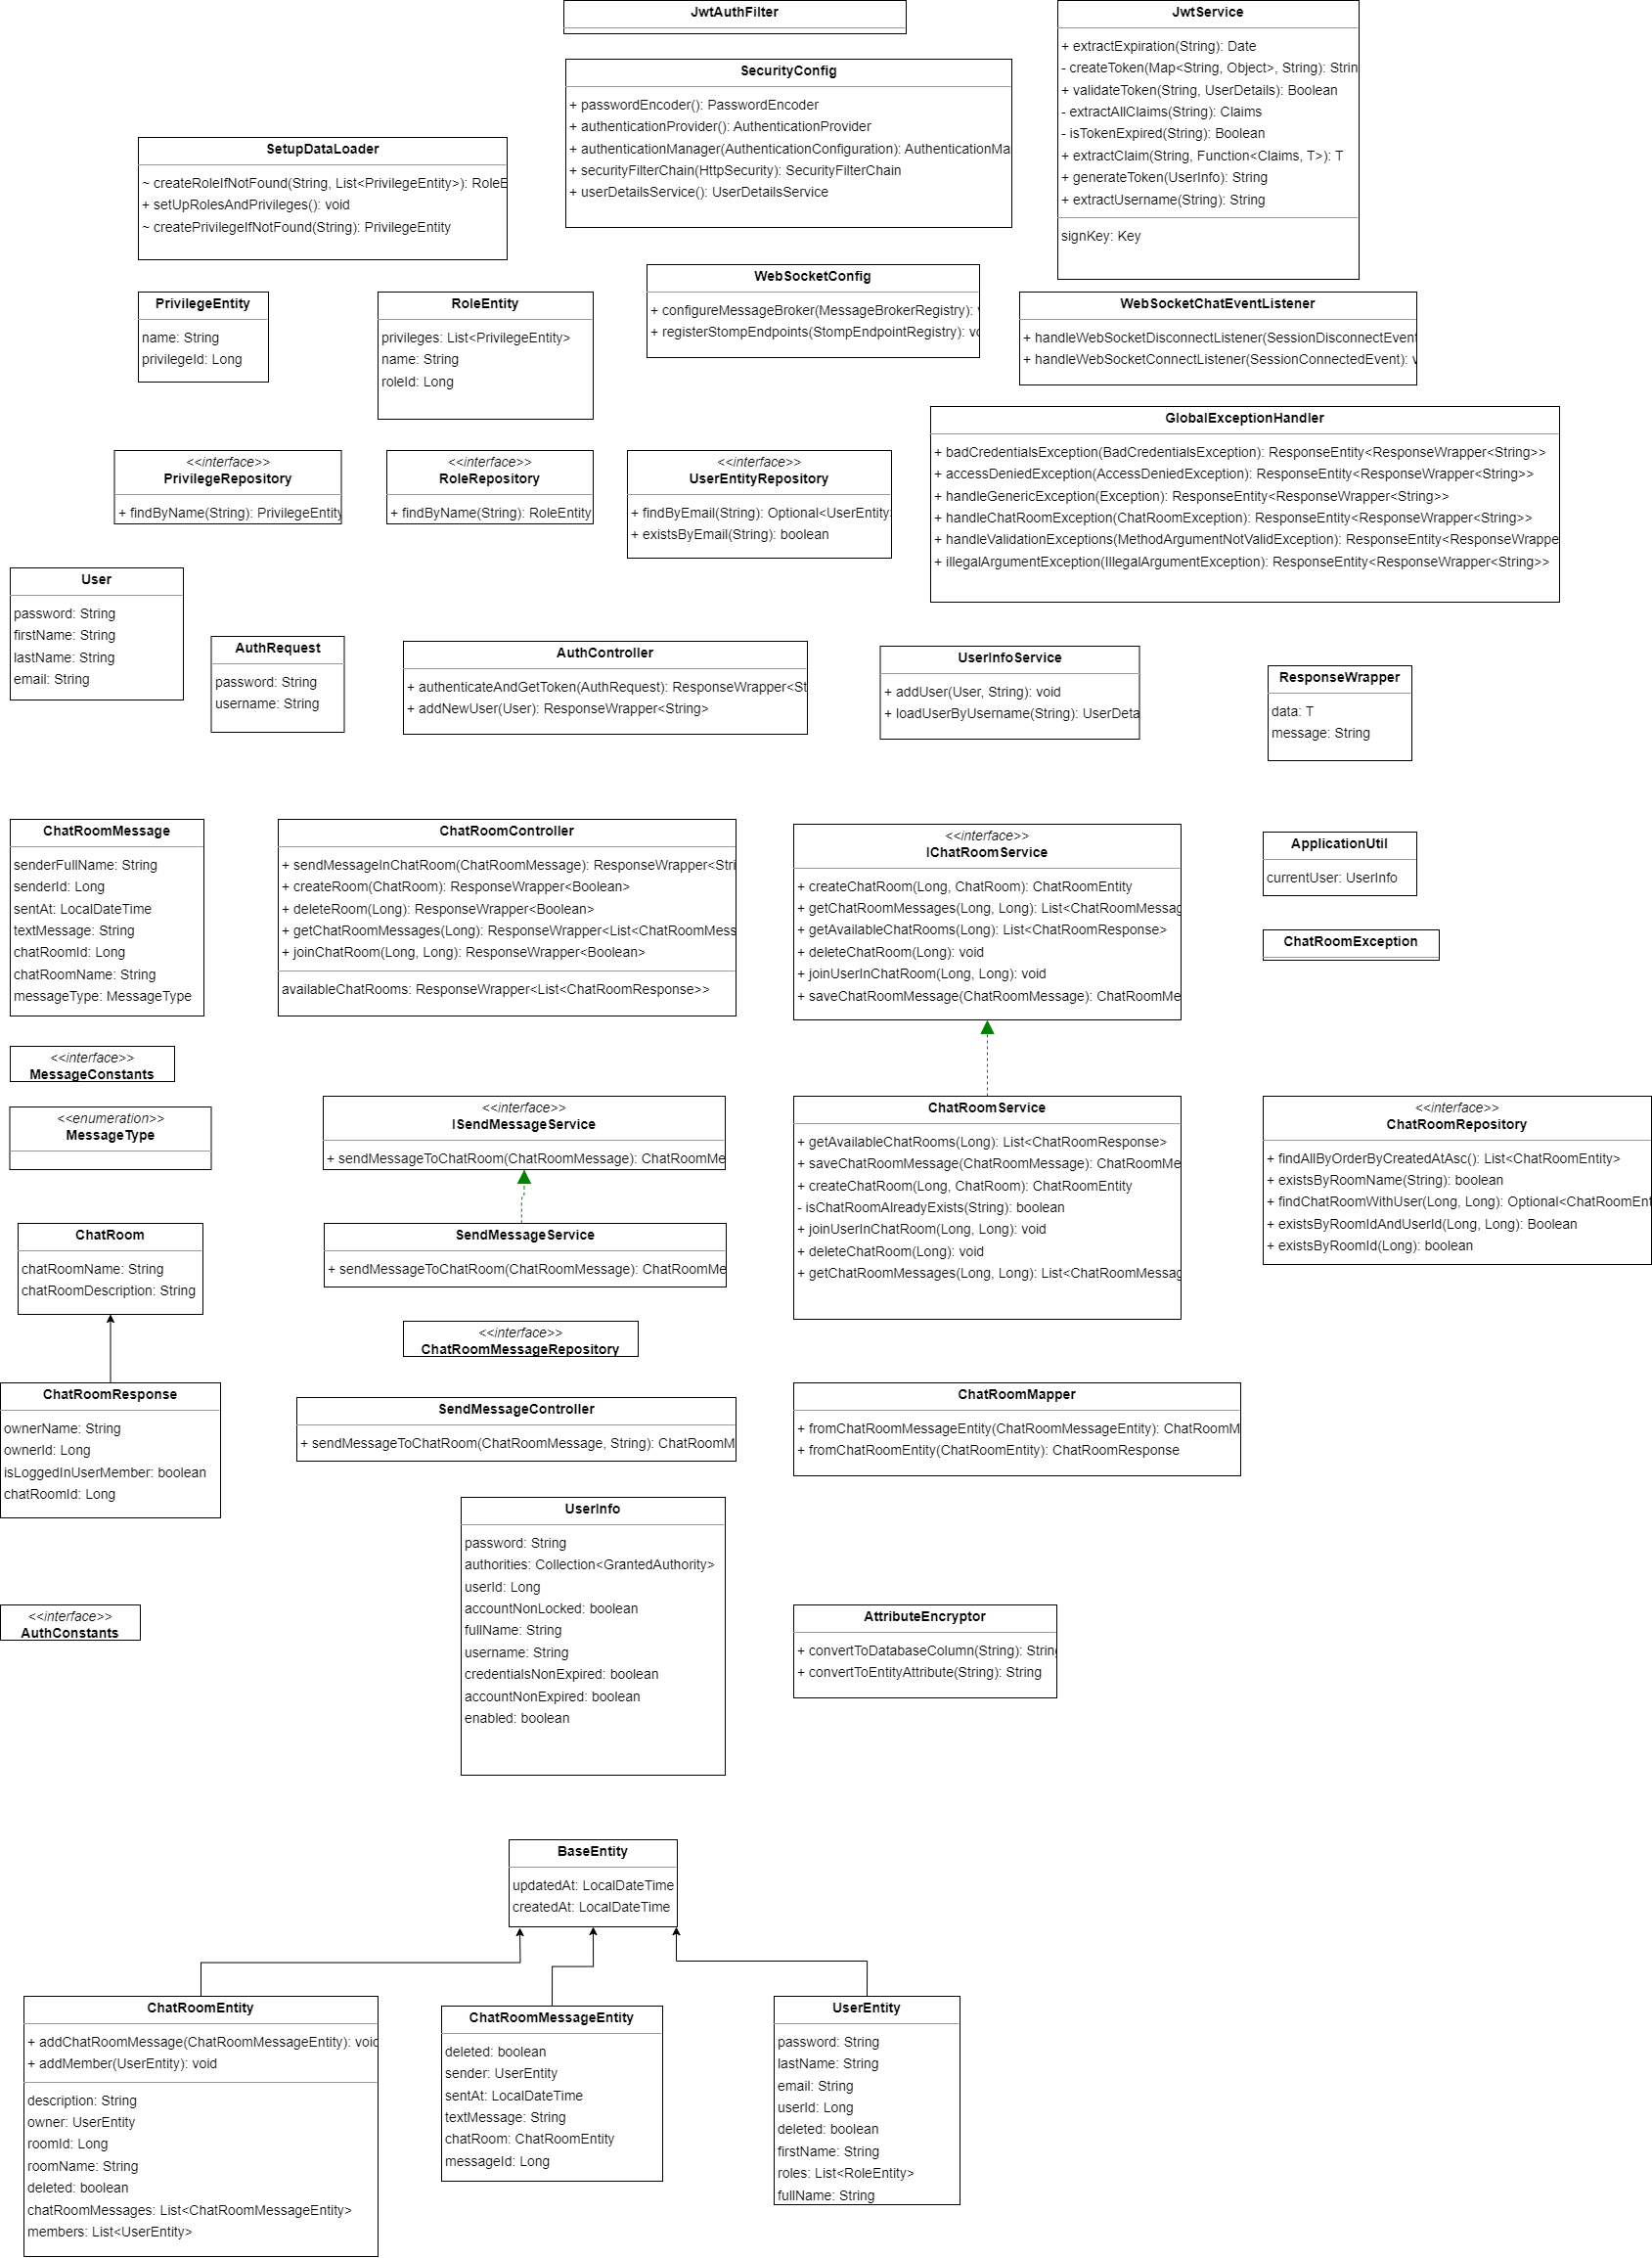 JwtAuthFilter
JwtService
+ extractExpiration(String): Date
- createToken(Map<String, Object>, String): Strin
+ validateToken(String, UserDetails): Boolean
- extractAllClaims(String): Claims
- isTokenExpired(String): Boolean
+ extractClaim(String, Function<Claims, T>): T
+ generateToken(UserInfo): String
+ extractUsername(String): String
signKey: Key
SecurityConfig
+ passwordEncoder(): PasswordEncoder
+ authenticationProvider(): AuthenticationProvider
+ authenticationManager(AuthenticationConfiguration): AuthenticationMa
+ securityFilterChain(HttpSecurity): SecurityFilterChain
+ userDetailsService(): UserDetailsService
SetupDataLoader
~ createRoleIfNotFound(String, List<PrivilegeEntity>): RoleE
+ setUpRolesAndPrivileges(): void
~ createPrivilegeIfNotFound(String): PrivilegeEntity
WebSocketConfig
+ configureMessageBroker(MessageBrokerRegistry): v
+ registerStompEndpoints(StompEndpointRegistry): vo
PrivilegeEntity
name: String
privilegeId: Long
RoleEntity
privileges: List<PrivilegeEntity>
name: String
roleId: Long
WebSocketChatEventListener
+ handleWebSocketDisconnectListener(SessionDisconnectEvent
+ handleWebSocketConnectListener(SessionConnectedEvent): v
GlobalExceptionHandler
+ badCredentialsException(BadCredentialsException): ResponseEntity<ResponseWrapper<String>>
+ accessDeniedException(AccessDeniedException): ResponseEntity<ResponseWrapper<String>>
+ handleGenericException(Exception): ResponseEntity<ResponseWrapper<String>>
+ handleChatRoomException(ChatRoomException): ResponseEntity<ResponseWrapper<String>>
+ handleValidationExceptions(MethodArgumentNotValidException): ResponseEntity<ResponseWrappe
+ illegalArgumentException(IllegalArgumentException): ResponseEntity<ResponseWrapper<String>>
<<interface>>
PrivilegeRepository
+ findByName(String): PrivilegeEntity
<<interface>>
RoleRepository
+ findByName(String): RoleEntity
<<interface>>
UserEntityRepository
+ findByEmail(String): Optional<UserEntity
+ existsByEmail(String): boolean
User
password: String
firstName: String
lastName: String
email: String
AuthRequest
password: String
username: String
AuthController
+ authenticateAndGetToken(AuthRequest): ResponseWrapper<St
+ addNewUser(User): ResponseWrapper<String>
UserInfoService
+ addUser(User, String): void
+ loadUserByUsername(String): UserDeta
ResponseWrapper
data: T
message: String
ChatRoomMessage
senderFullName: String
senderId: Long
sentAt: LocalDateTime
textMessage: String
chatRoomId: Long
chatRoomName: String
messageType: MessageType
ChatRoomController
+ sendMessageInChatRoom(ChatRoomMessage): ResponseWrapper<Stri
+ createRoom(ChatRoom): ResponseWrapper<Boolean>
+ deleteRoom(Long): ResponseWrapper<Boolean>
+ getChatRoomMessages(Long): ResponseWrapper<List<ChatRoomMess
+ joinChatRoom(Long, Long): ResponseWrapper<Boolean>
availableChatRooms: ResponseWrapper<List<ChatRoomResponse>>
<<interface>>
IChatRoomService
+ createChatRoom(Long, ChatRoom): ChatRoomEntity
+ getChatRoomMessages(Long, Long): List<ChatRoomMessag
+ getAvailableChatRooms(Long): List<ChatRoomResponse>
+ deleteChatRoom(Long): void
+ joinUserInChatRoom(Long, Long): void
+ saveChatRoomMessage(ChatRoomMessage): ChatRoomMe
ApplicationUtil
currentUser: UserInfo
ChatRoomException
<<interface>>
MessageConstants
<<enumeration>>
MessageType
<<interface>>
ISendMessageService
+ sendMessageToChatRoom(ChatRoomMessage): ChatRoomMe
SendMessageService
+ sendMessageToChatRoom(ChatRoomMessage): ChatRoomMe
ChatRoomService
+ getAvailableChatRooms(Long): List<ChatRoomResponse>
+ saveChatRoomMessage(ChatRoomMessage): ChatRoomMe
+ createChatRoom(Long, ChatRoom): ChatRoomEntity
- isChatRoomAlreadyExists(String): boolean
+ joinUserInChatRoom(Long, Long): void
+ deleteChatRoom(Long): void
+ getChatRoomMessages(Long, Long): List<ChatRoomMessag
<<interface>>
ChatRoomRepository
+ findAllByOrderByCreatedAtAsc(): List<ChatRoomEntity>
+ existsByRoomName(String): boolean
+ findChatRoomWithUser(Long, Long): Optional<ChatRoomEnt
+ existsByRoomIdAndUserId(Long, Long): Boolean
+ existsByRoomId(Long): boolean
ChatRoom
chatRoomName: String
chatRoomDescription: String
<<interface>>
ChatRoomMessageRepository
ChatRoomResponse
ownerName: String
ownerId: Long
isLoggedInUserMember: boolean
chatRoomId: Long
SendMessageController
+ sendMessageToChatRoom(ChatRoomMessage, String): ChatRoomM
ChatRoomMapper
+ fromChatRoomMessageEntity(ChatRoomMessageEntity): ChatRoomM
+ fromChatRoomEntity(ChatRoomEntity): ChatRoomResponse
UserInfo
password: String
authorities: Collection<GrantedAuthority>
userId: Long
accountNonLocked: boolean
fullName: String
username: String
credentialsNonExpired: boolean
accountNonExpired: boolean
enabled: boolean
<<interface>>
AuthConstants
AttributeEncryptor
+ convertToDatabaseColumn(String): String
+ convertToEntityAttribute(String): String
BaseEntity
updatedAt: LocalDateTime
createdAt: LocalDateTime
ChatRoomEntity
+ addChatRoomMessage(ChatRoomMessageEntity): void
+ addMember(UserEntity): void
description: String
owner: UserEntity
roomId: Long
roomName: String
deleted: boolean
chatRoomMessages: List<ChatRoomMessageEntity>
members: List<UserEntity>
ChatRoomMessageEntity
deleted: boolean
sender: UserEntity
sentAt: LocalDateTime
textMessage: String
chatRoom: ChatRoomEntity
messageId: Long
UserEntity
password: String
lastName: String
email: String
userId: Long
deleted: boolean
firstName: String
roles: List<RoleEntity>
fullName: String